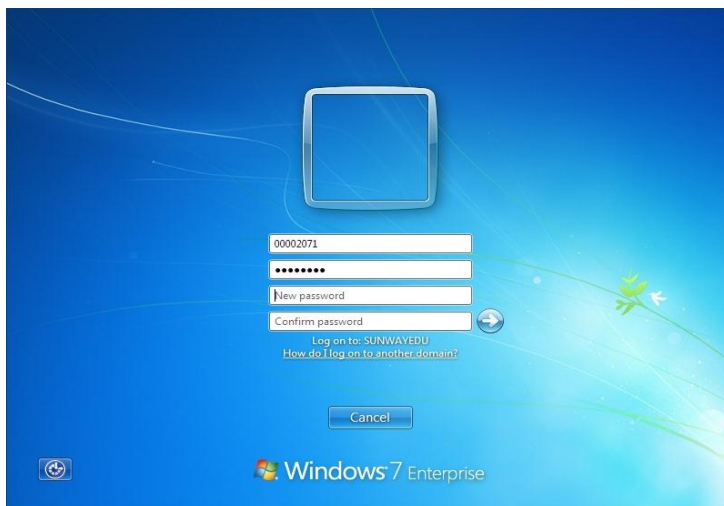 00002071
••••••••
New password
Confirm password
Log on to: SUNWAYEDU
How do I log on to another domain?
Cancel
Windows 7 Enterprise